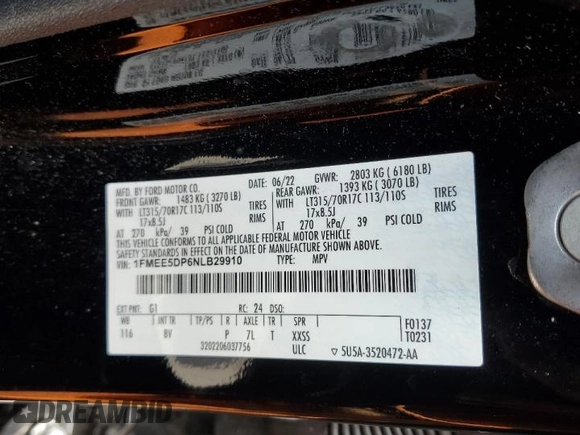 MFD. BY FORD MOTOR CO.
06/22 GVWR: 2803 KG ( 6180 LB)
FRONT GAWR: 1483 KG ( 3270 LB)
REAR GAWR: 1393 KG ( 3070 LB)
WITH LT315/70R17C 113/110S TIRES
17x8.5J RIMS
AT 270 kPa/ 39 PSI COLD
WITH LT315/70R17C 113/110S TIRES
17x8.5J RIMS
AT 270 kPa/ 39 PSI COLD
THIS VEHICLE CONFORMS TO ALL APPLICABLE FEDERAL MOTOR VEHICLE
SAFETY STANDARDS IN EFFECT ON THE DATE OF MANUFACTURE SHOWN ABOVE.
VIN: 1FMEE5DP6NLB29910 TYPE: MPV
EXT PNT: G1 RC: 24 DSO:
WB INT TR TP/PS R AXLE TR SPR
116 8V P 7L T XXSS
3202206037756 ULC
F0137
T0231
5U5A-3520472-AA
DREAMBID